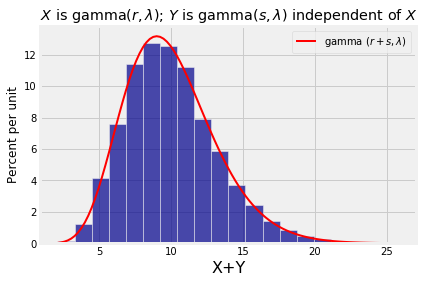 X is gamma(r, λ); Y is gamma(s, λ) independent of X
gamma (r + s, λ)
Percent per unit
12
10
8
6
4
2
0
5 10 15 20 25
X+Y